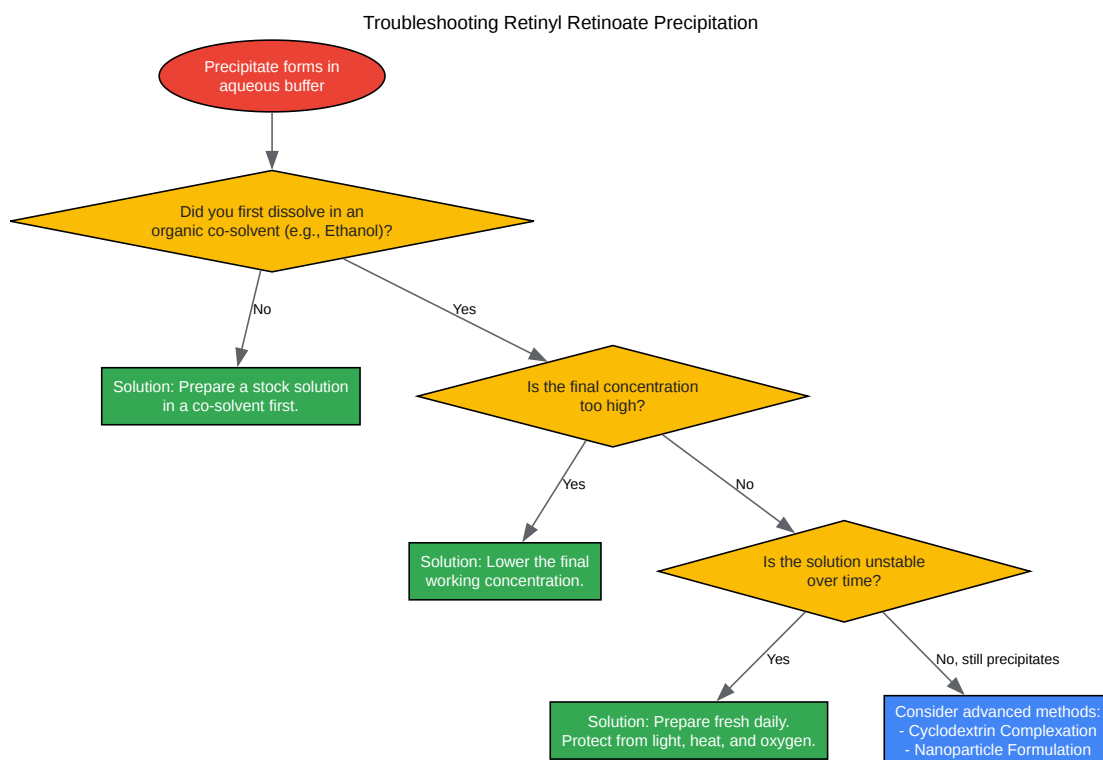 Troubleshooting Retinyl Retinoate Precipitation
Precipitate forms in
aqueous buffer
Did you first dissolve in an
organic co-solvent (e.g., Ethanol)?
No
Yes
Solution: Prepare a stock solution
in a co-solvent first.
Is the final concentration
too high?
Yes
No
Solution: Lower the final
working concentration.
Is the solution unstable
over time?
Yes
No, still precipitates
Solution: Prepare fresh daily.
Protect from light, heat, and oxygen.
Consider advanced methods:
- Cyclodextrin Complexation
- Nanoparticle Formulation